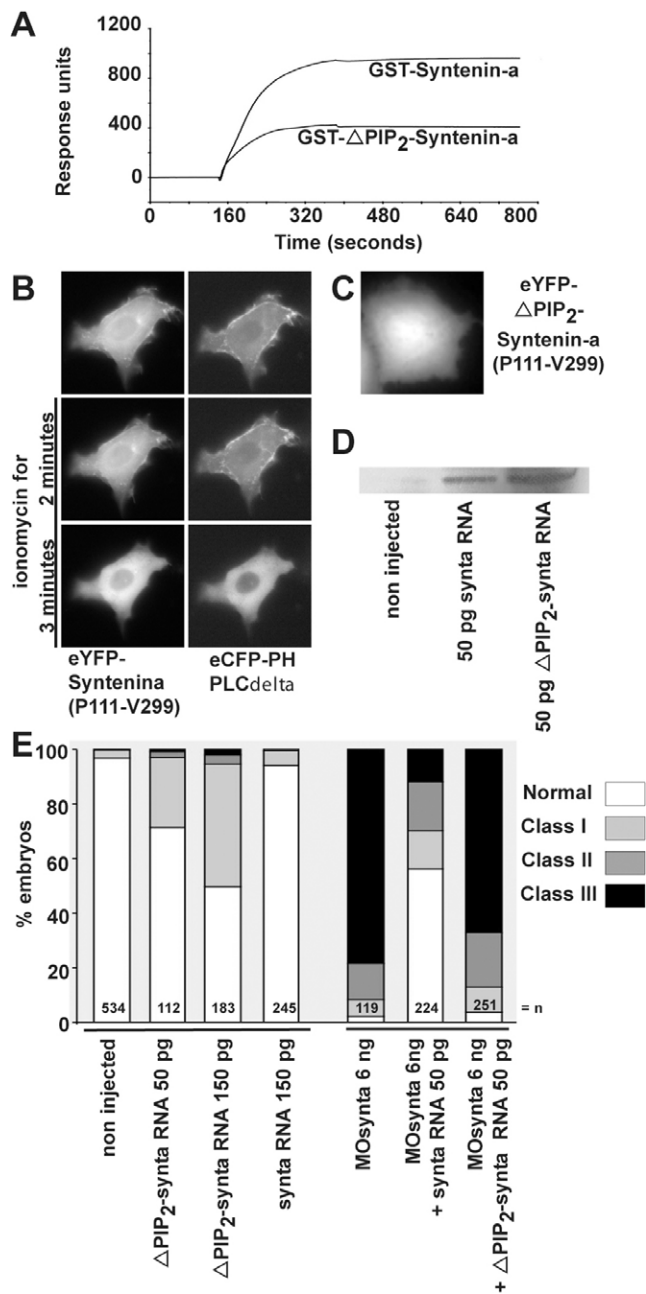 A
1200
800
400
0
Response units
GST-Syntenin-a
GST-△PIP2-Syntenin-a
0 160 320 480 640 800
Time (seconds)
B
ionomycin for
2 minutes
3 minutes
eYFP-
Syntenina
(P111-V299)
eCFP-PH
PLCdelta
C
eYFP-
△PIP2-
Syntenin-a
(P111-V299)
D
non injected
50 pg synta RNA
50 pg △PIP2-synta RNA
E
100
80
60
40
20
0
% embryos
Normal
Class I
Class II
Class III
534 112 183 245 119 224 251 = n
non injected
△PIP2-synta RNA 50 pg
△PIP2-synta RNA 150 pg
synta RNA 150 pg
MOsynta 6 ng
MOsynta 6ng
+ synta RNA 50 pg
MOsynta 6 ng
+ △PIP2-synta RNA 50 pg